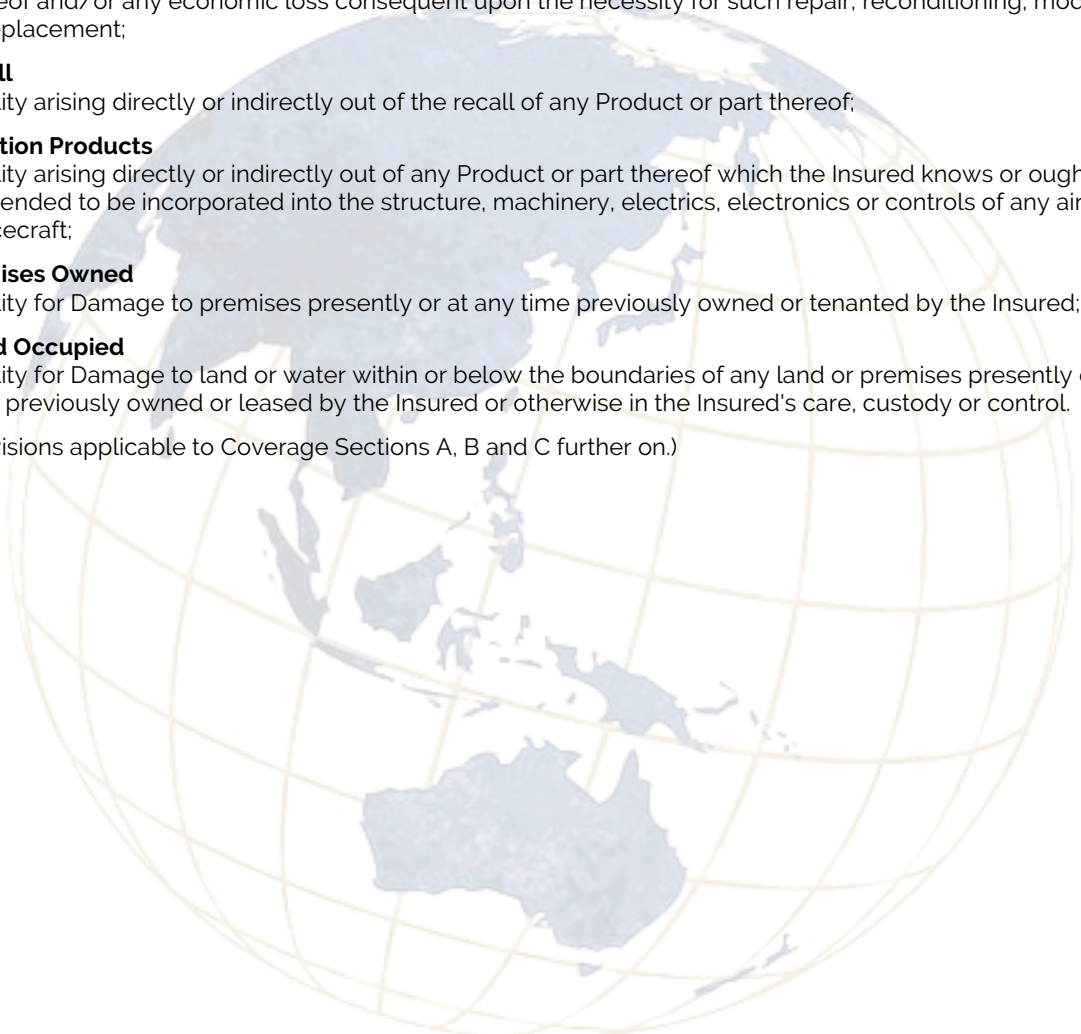 eof and/or any economic loss consequent upon the necessity for such repair, reconditioning, mod
placement;
ll
ity arising directly or indirectly out of the recall of any Product or part thereof;
tion Products
ity arising directly or indirectly out of any Product or part thereof which the Insured knows or ough
ended to be incorporated into the structure, machinery, electrics, electronics or controls of any air
ecraft;
ises Owned
ity for Damage to premises presently or at any time previously owned or tenanted by the Insured;
d Occupied
ity for Damage to land or water within or below the boundaries of any land or premises presently
previously owned or leased by the Insured or otherwise in the Insured's care, custody or control.
isions applicable to Coverage Sections A, B and C further on.)